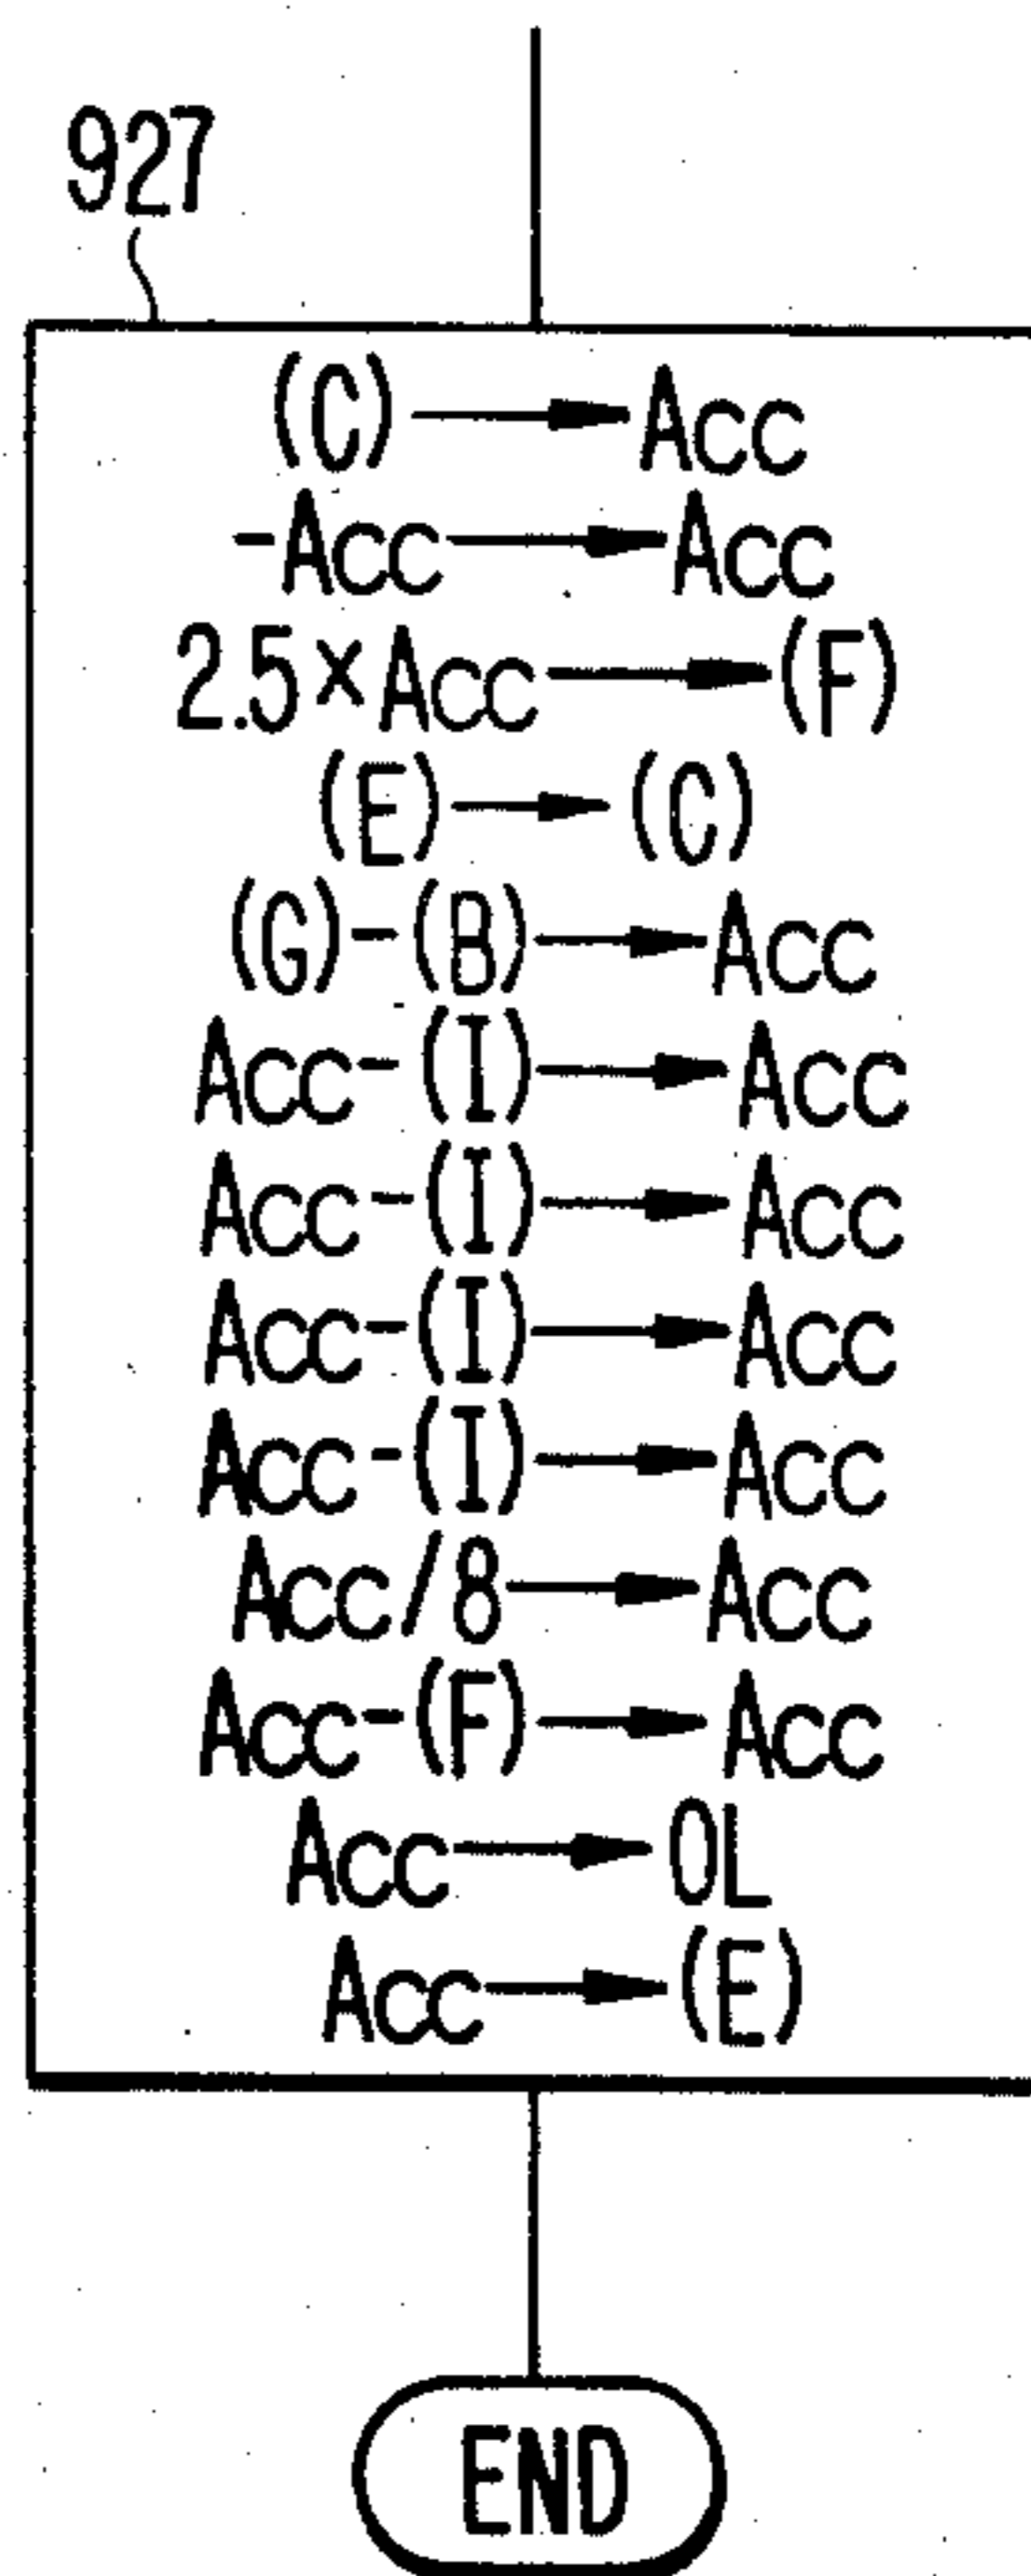 927
(C) → Acc
-Acc → Acc
2.5×Acc → (F)
(E) → (C)
(G)-(B) → Acc
Acc-(I) → Acc
Acc-(I) → Acc
Acc-(I) → Acc
Acc-(I) → Acc
Acc/8 → Acc
Acc-(F) → Acc
Acc → OL
Acc → (E)
END